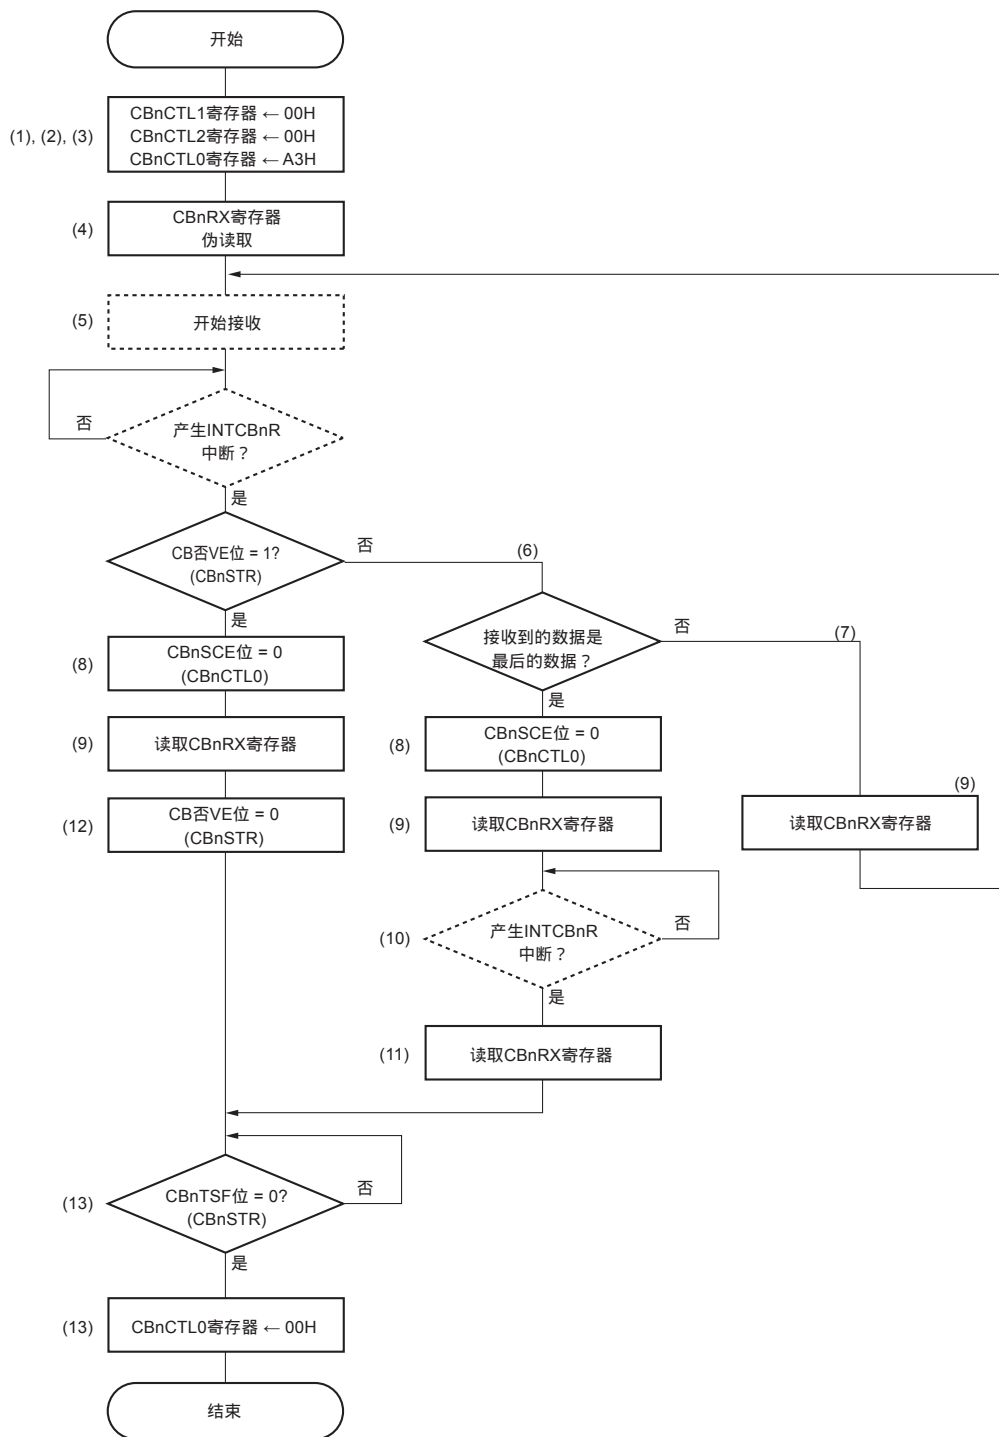 开始
(1), (2), (3)
CBnCTL1寄存器 ← 00H
CBnCTL2寄存器 ← 00H
CBnCTL0寄存器 ← A3H
(4)
CBnRX寄存器
伪读取
(5)
开始接收
否
产生INTCBnR
中断？
是
CB否VE位 = 1?
(CBnSTR)
否
(6)
是
接收到的数据是
最后的数据？
否
(7)
是
(8)
CBnSCE位 = 0
(CBnCTL0)
(9)
读取CBnRX寄存器
(12)
CB否VE位 = 0
(CBnSTR)
(8)
CBnSCE位 = 0
(CBnCTL0)
(9)
读取CBnRX寄存器
(9)
读取CBnRX寄存器
(10)
产生INTCBnR
中断？
否
是
(11)
读取CBnRX寄存器
(13)
CBnTSF位 = 0?
(CBnSTR)
否
是
(13)
CBnCTL0寄存器 ← 00H
结束